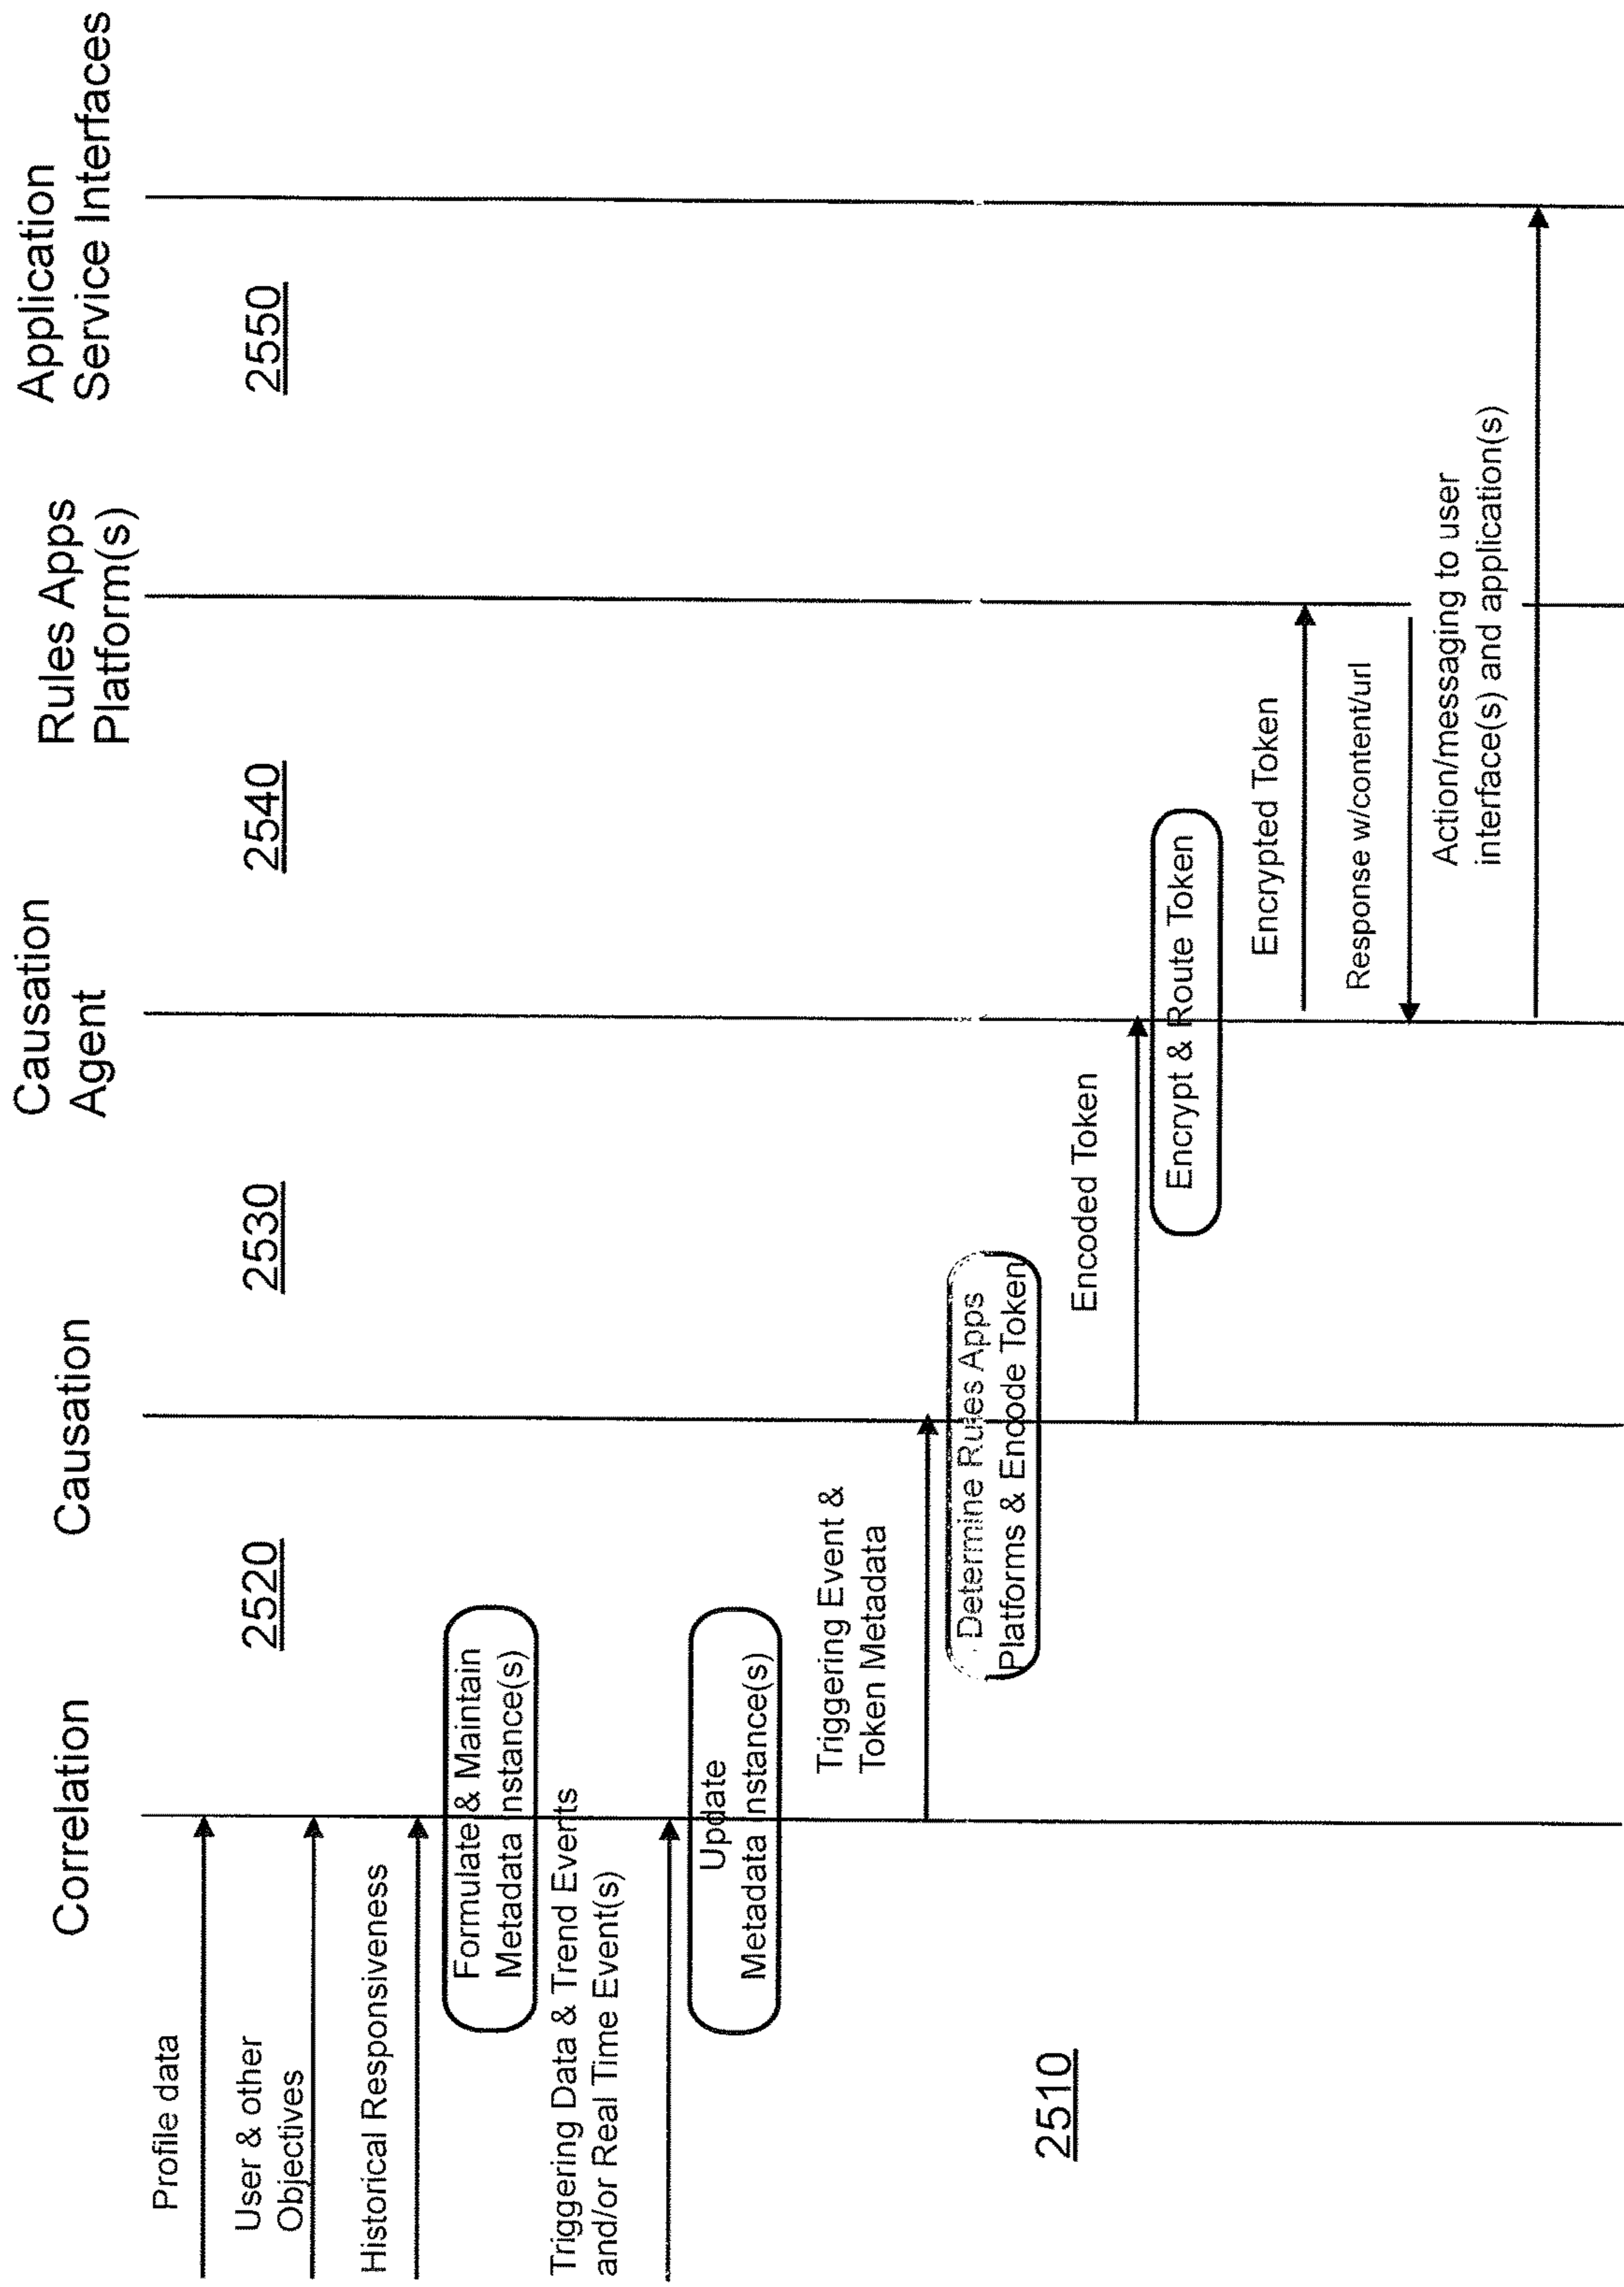 Correlation
Causation
Causation
Agent
Rules Apps
Platform(s)
Application
Service Interfaces
2520
2530
2540
2550
Profile data
User & other
Objectives
Historical Responsiveness
Formulate & Maintain
Metadata Instance(s)
Triggering Data & Trend Events
and/or Real Time Event(s)
Update
Metadata Instance(s)
Triggering Event &
Token Metadata
Determine Rules Apps
Platforms & Encode Token
2510
Encoded Token
Encrypt & Route Token
Encrypted Token
Response w/content/url
Action/messaging to user
interface(s) and application(s)